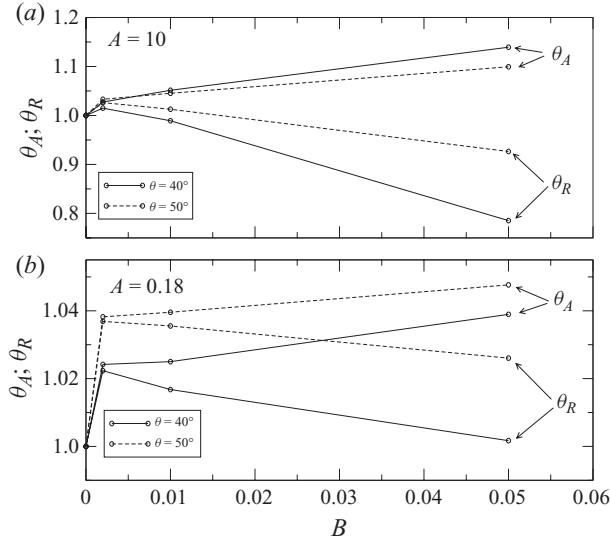 (a)
1.2
A = 10
1.1
θA
1.0
θA; θR
0.9
θR
θ = 40°
θ = 50°
0.8
(b)
A = 0.18
1.04
θA
θA; θR
1.02
θR
θ = 40°
θ = 50°
1.0
0 0.01 0.02 0.03 0.04 0.05 0.06
B